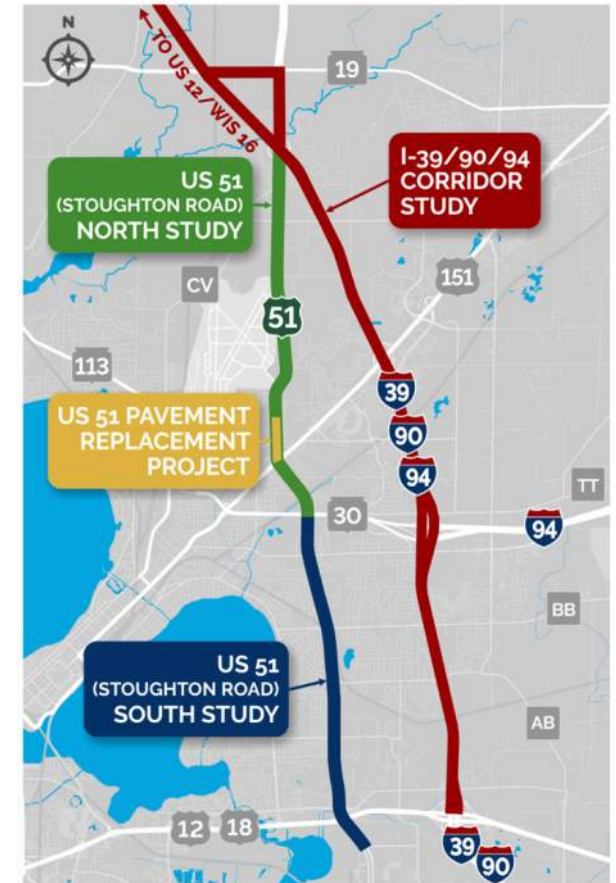 N
TO US 12/WIS 16
19
I-39/90/94
CORRIDOR
STUDY
US 51
(STOUGHTON ROAD)
NORTH STUDY
CV
151
51
113
39
US 51 PAVEMENT
REPLACEMENT
PROJECT
90
94
TT
30
94
BB
US 51
(STOUGHTON ROAD)
SOUTH STUDY
AB
12
18
39
90